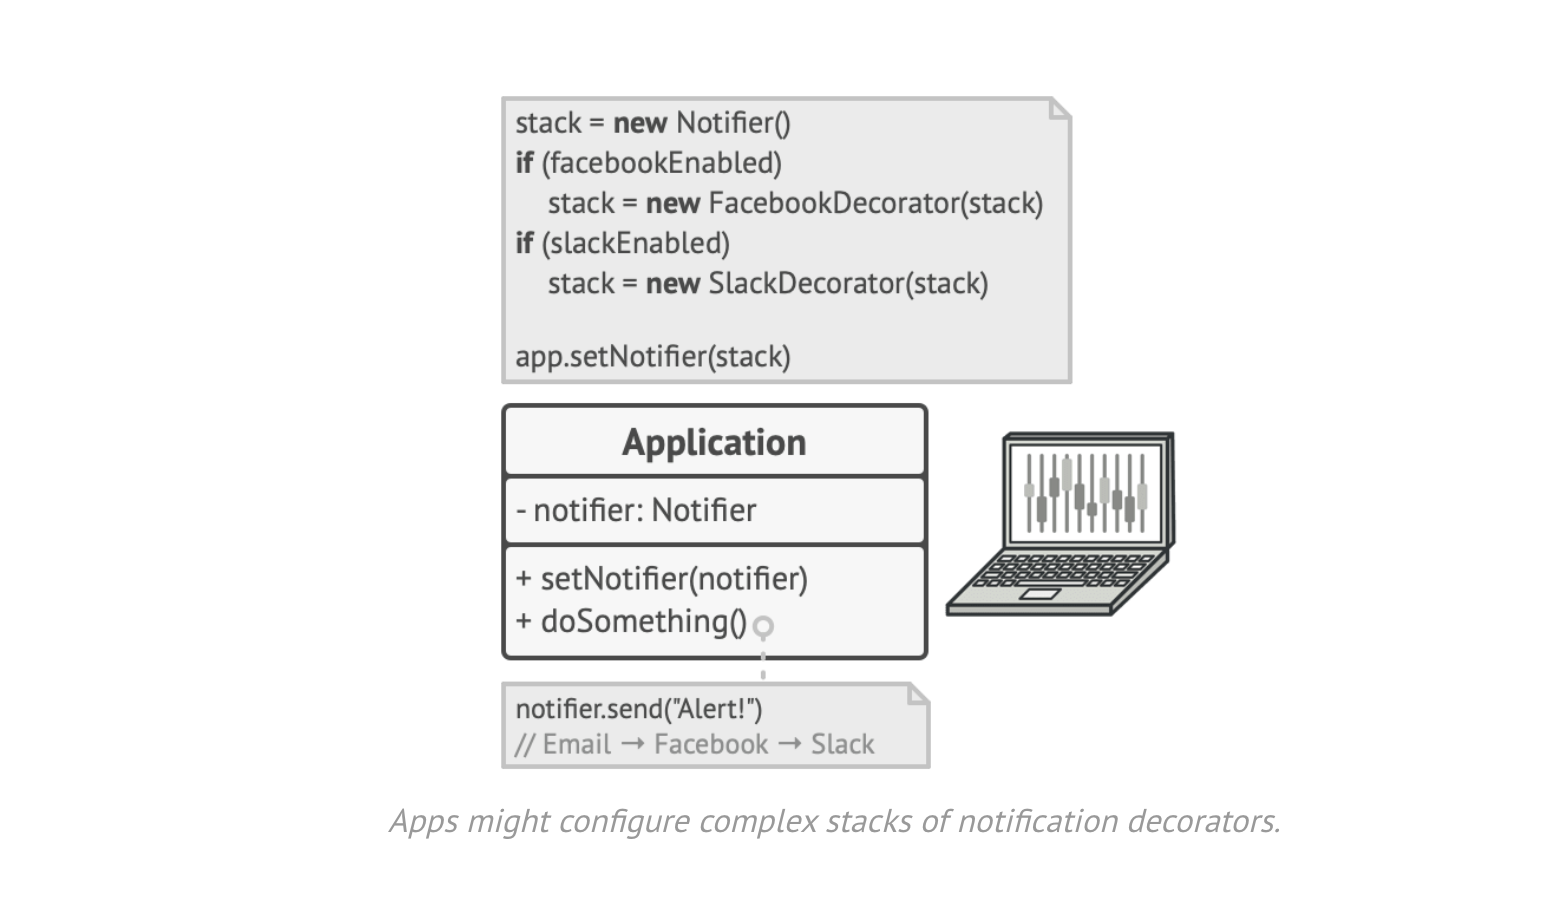 stack = new Notifier()
if (facebookEnabled)
stack = new FacebookDecorator(stack)
if (slackEnabled)
stack = new SlackDecorator(stack)
app.setNotifier(stack)
Application
- notifier: Notifier
+ setNotifier(notifier)
+ doSomething()
notifier.send("Alert!")
// Email → Facebook → Slack
Apps might configure complex stacks of notification decorators.